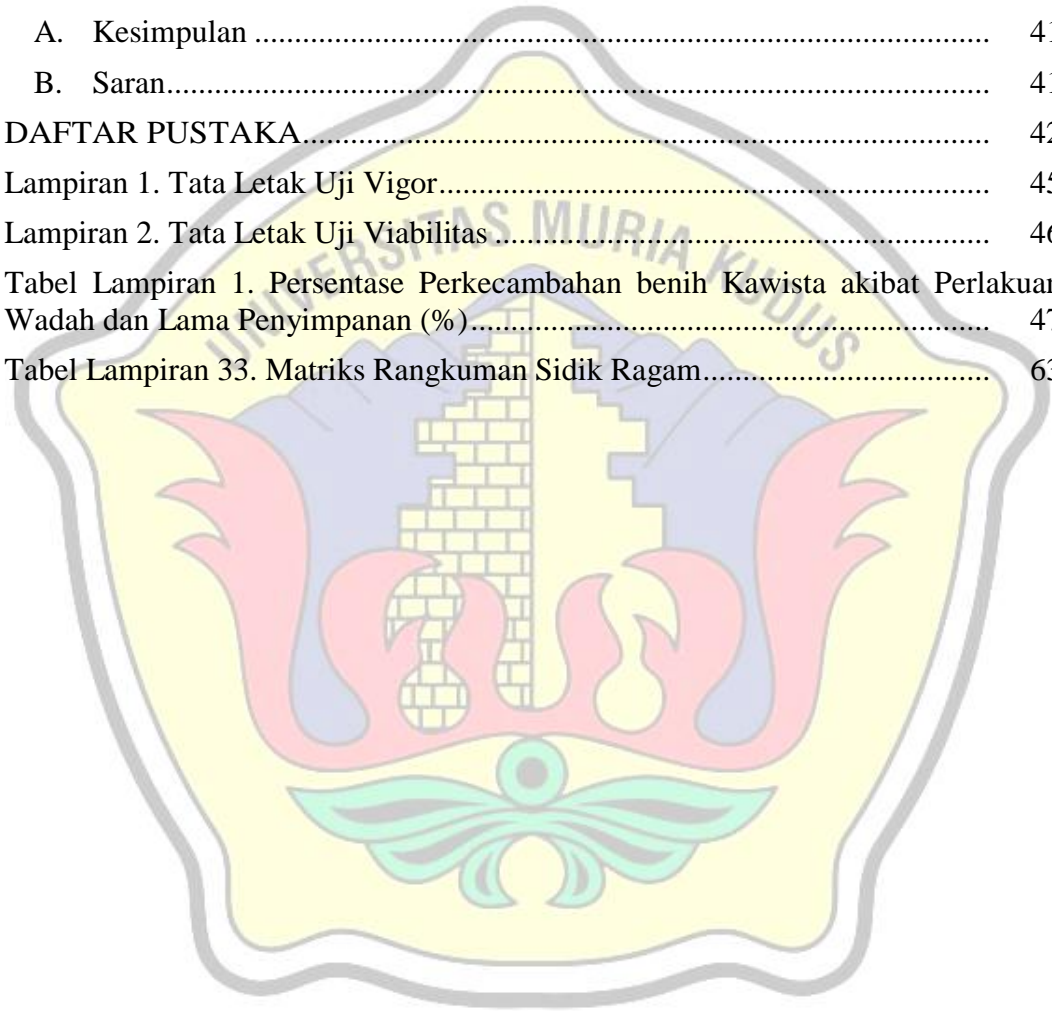 A. Kesimpulan ................................................................................................ 41
B. Saran............................................................................................................ 41
DAFTAR PUSTAKA.......................................................................................... 42
Lampiran 1. Tata Letak Uji Vigor........................................................................ 45
Lampiran 2. Tata Letak Uji Viabilitas ................................................................. 46
UNIVERSITAS MURIA KUDUS
Tabel Lampiran 1. Persentase Perkecambahan benih Kawista akibat Perlakuan
Wadah dan Lama Penyimpanan (%).................................................................... 47
Tabel Lampiran 33. Matriks Rangkuman Sidik Ragam...................................... 63